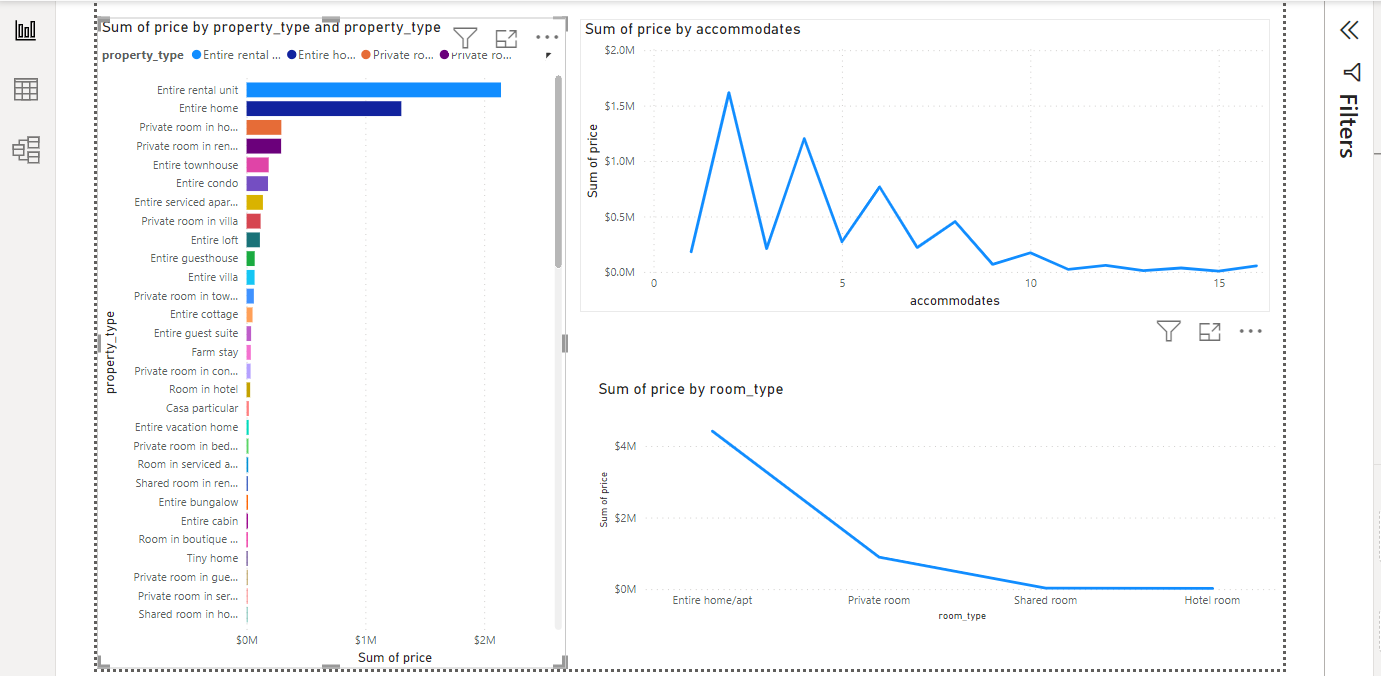 Sum of price by property_type and property_type
property_type Entire rental ... Entire ho... Private ro... Private ro...
Entire rental unit
Entire home
Private room in ho...
Private room in ren...
Entire townhouse
Entire condo
Entire serviced apar...
Private room in villa
Entire loft
Entire guesthouse
Entire villa
Private room in tow...
Entire cottage
Entire guest suite
Farm stay
Private room in con...
Room in hotel
Casa particular
Entire vacation home
Private room in bed...
Room in serviced a...
Shared room in ren...
Entire bungalow
Entire cabin
Room in boutique ...
Tiny home
Private room in gue...
Private room in ser...
Shared room in ho...
property_type
$0M $1M $2M
Sum of price
Sum of price by accommodates
$2.0M
$1.5M
$1.0M
$0.5M
$0.0M
Sum of price
0 5 10 15
accommodates
Sum of price by room_type
$4M
$2M
$0M
Sum of price
Entire home/apt Private room Shared room Hotel room
room_type
Filters